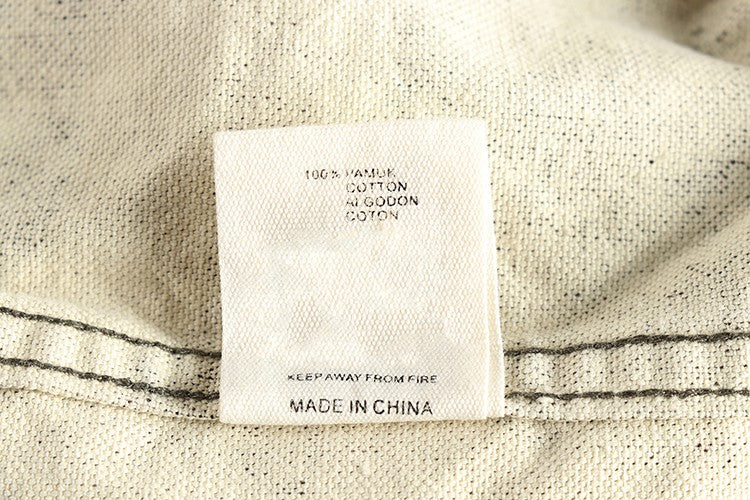 100% PAMUK
COTTON
ALGODON
COTON
KEEP AWAY FROM FIRE
MADE IN CHINA